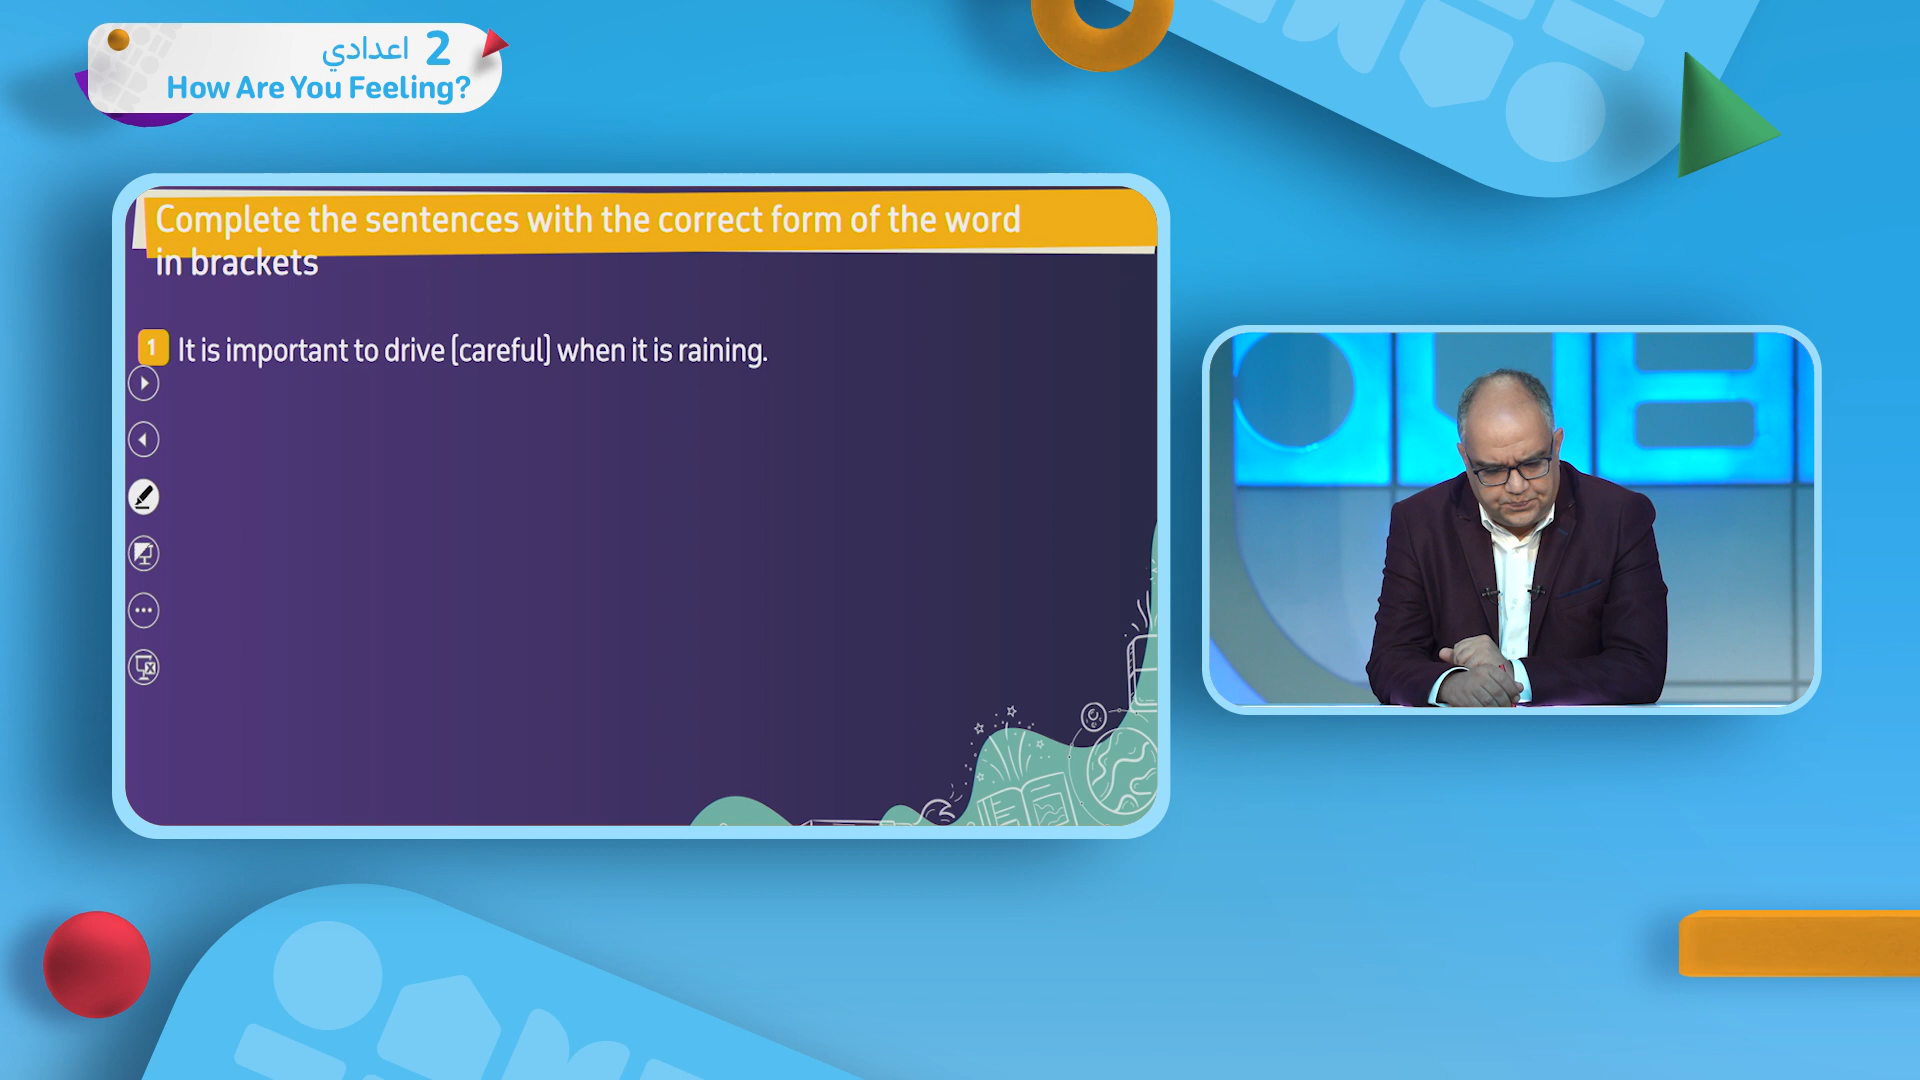 2 اعدادي
How Are You Feeling?
Complete the sentences with the correct form of the word
in brackets
1 It is important to drive (careful) when it is raining.